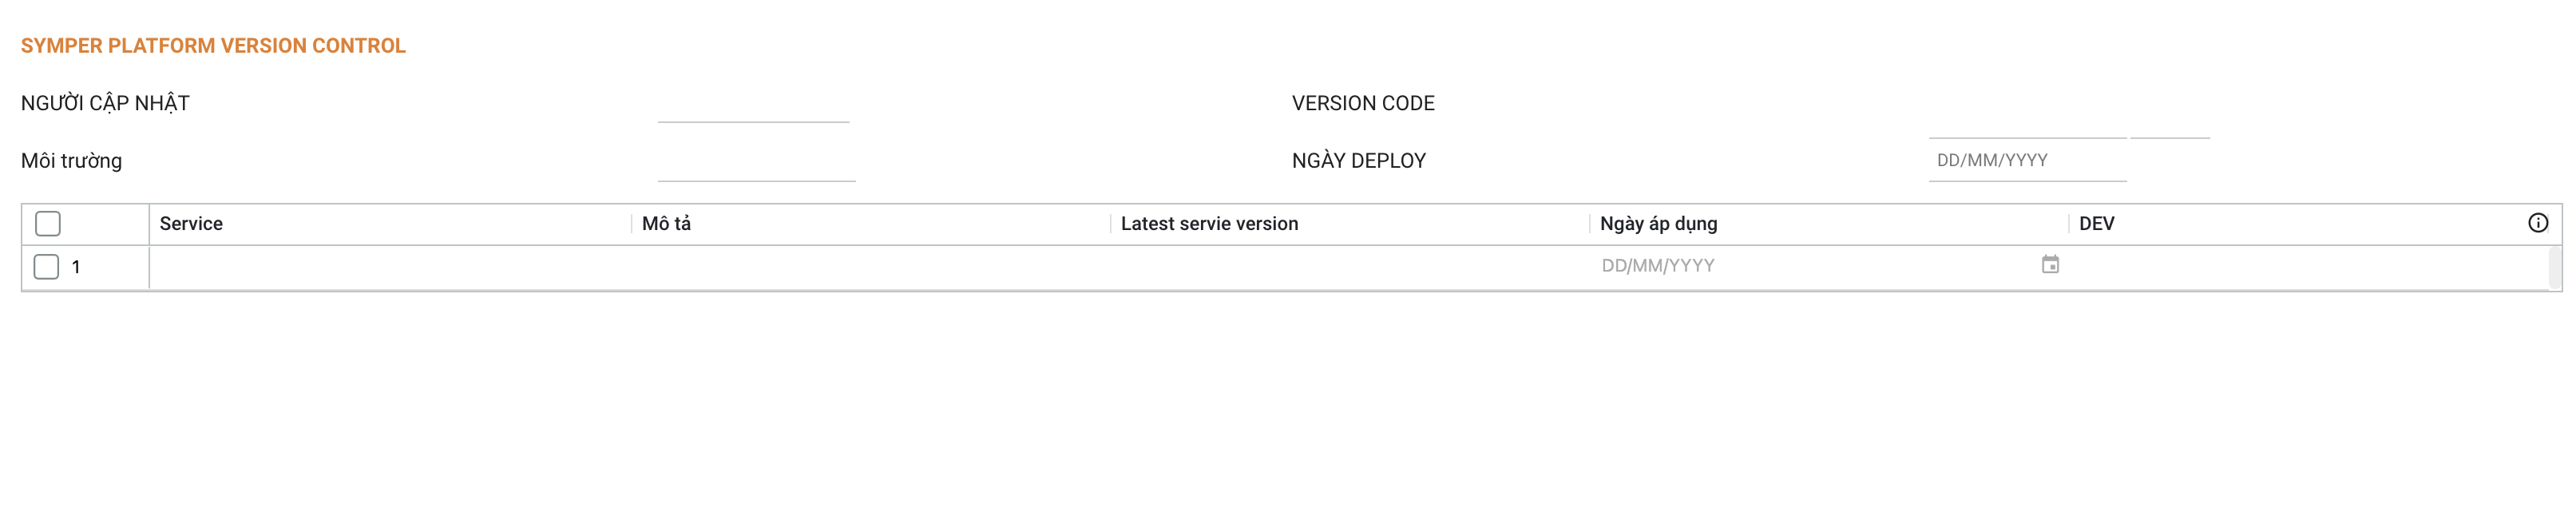 SYMPER PLATFORM VERSION CONTROL
NGƯỜI CẬP NHẬT VERSION CODE
Môi trường NGÀY DEPLOY DD/MM/YYYY
Service Mô tả Latest servie version Ngày áp dụng DEV
1 DD/MM/YYYY